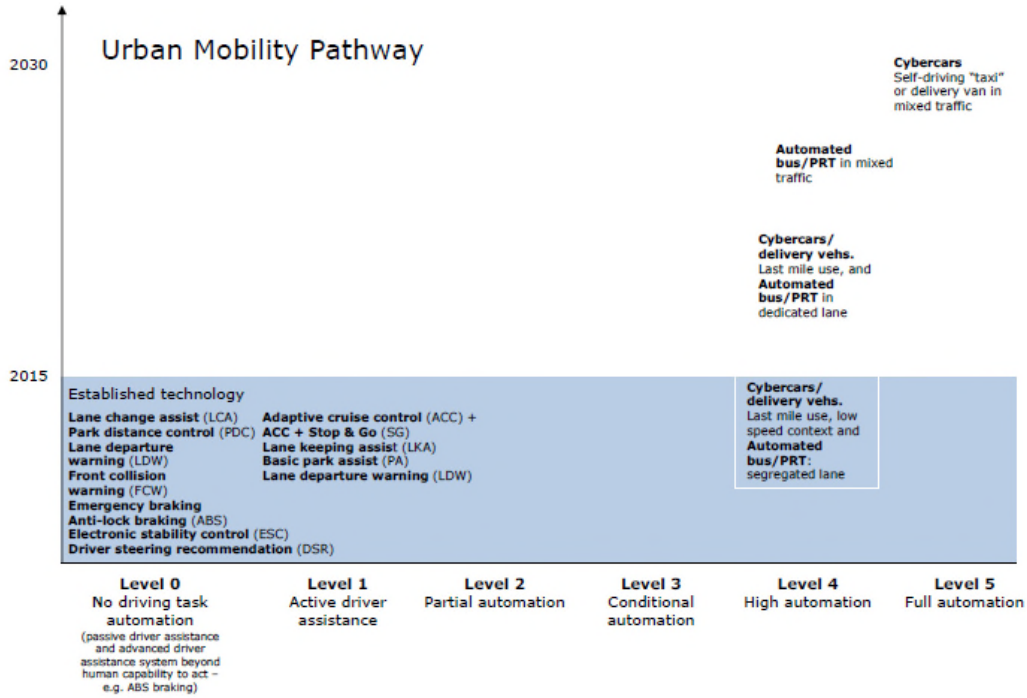 Urban Mobility Pathway
2030
Cybercars
Self-driving "taxi"
or delivery van in
mixed traffic
Automated
bus/PRT in mixed
traffic
Cybercars/
delivery vehs.
Last mile use, and
Automated
bus/PRT in
dedicated lane
2015
Established technology
Lane change assist (LCA)
Park distance control (PDC)
Lane departure
warning (LDW)
Front collision
warning (FCW)
Emergency braking
Anti-lock braking (ABS)
Electronic stability control (ESC)
Driver steering recommendation (DSR)
Adaptive cruise control (ACC) +
ACC + Stop & Go (SG)
Lane keeping assist (LKA)
Basic park assist (PA)
Lane departure warning (LDW)
Cybercars/
delivery vehs.
Last mile use, low
speed context and
Automated
bus/PRT:
segregated lane
Level 0
No driving task
automation
(passive driver assistance
and advanced driver
assistance system beyond
human capability to act –
e.g. ABS braking)
Level 1
Active driver
assistance
Level 2
Partial automation
Level 3
Conditional
automation
Level 4
High automation
Level 5
Full automation